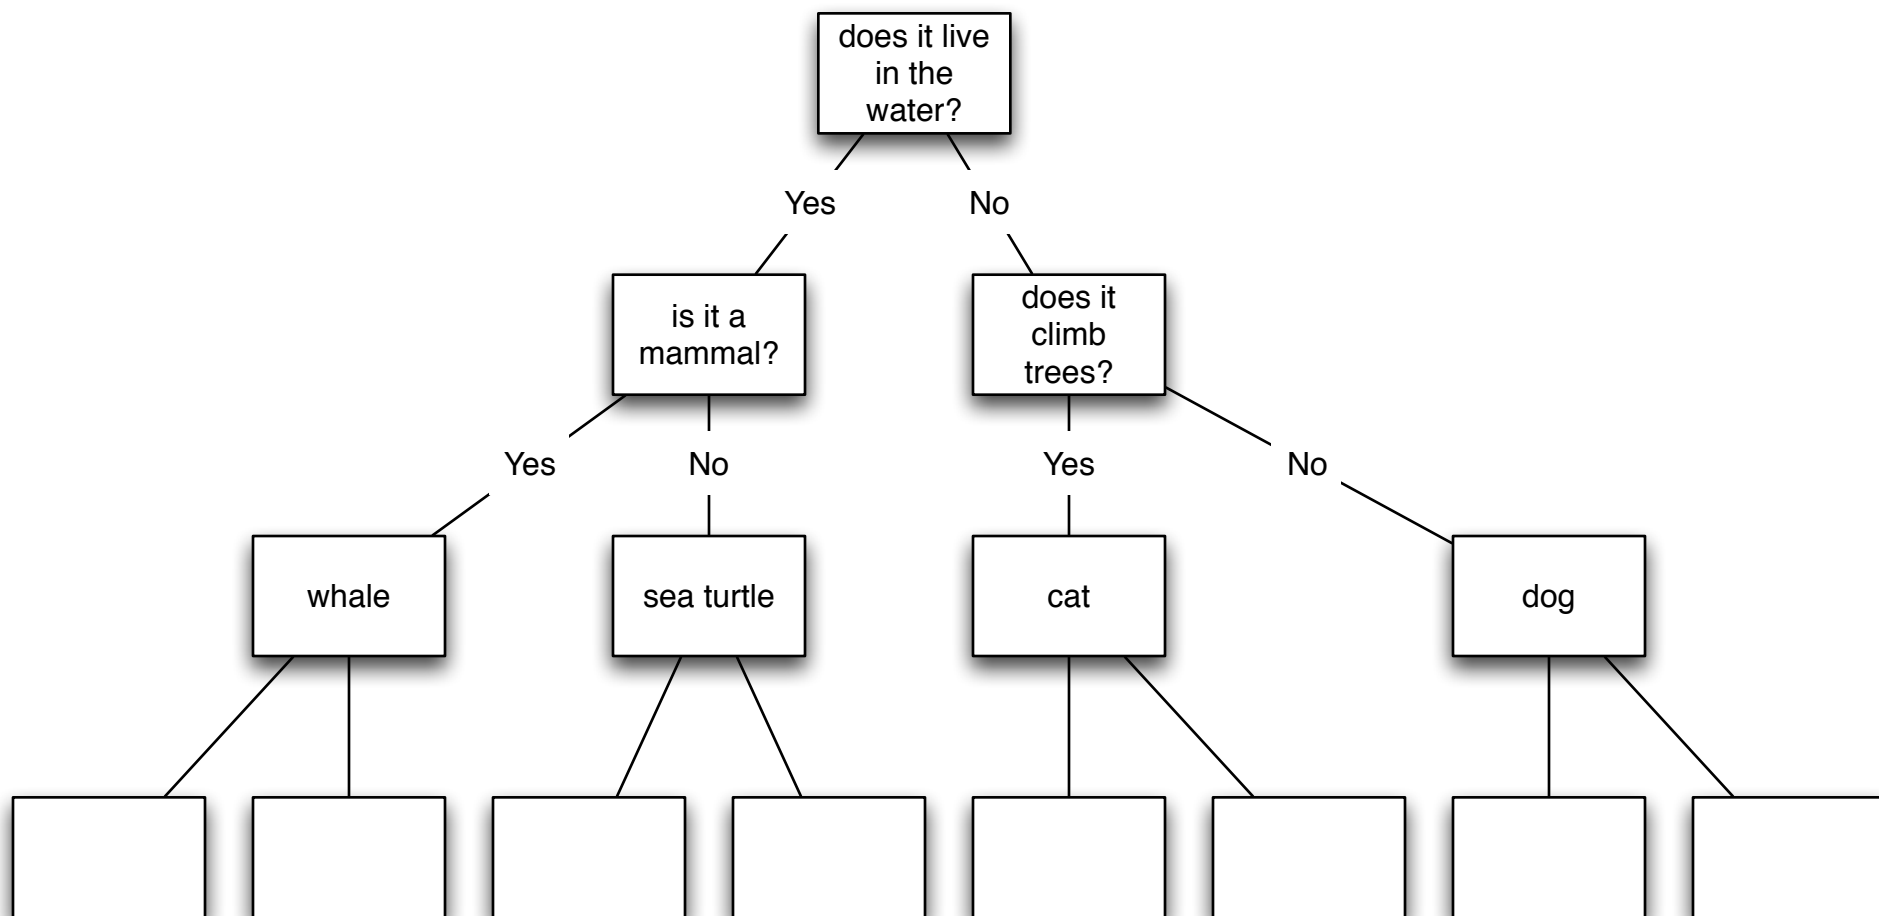 does it live
in the
water?
Yes
No
is it a
mammal?
does it
climb
trees?
Yes
No
Yes
No
whale
sea turtle
cat
dog